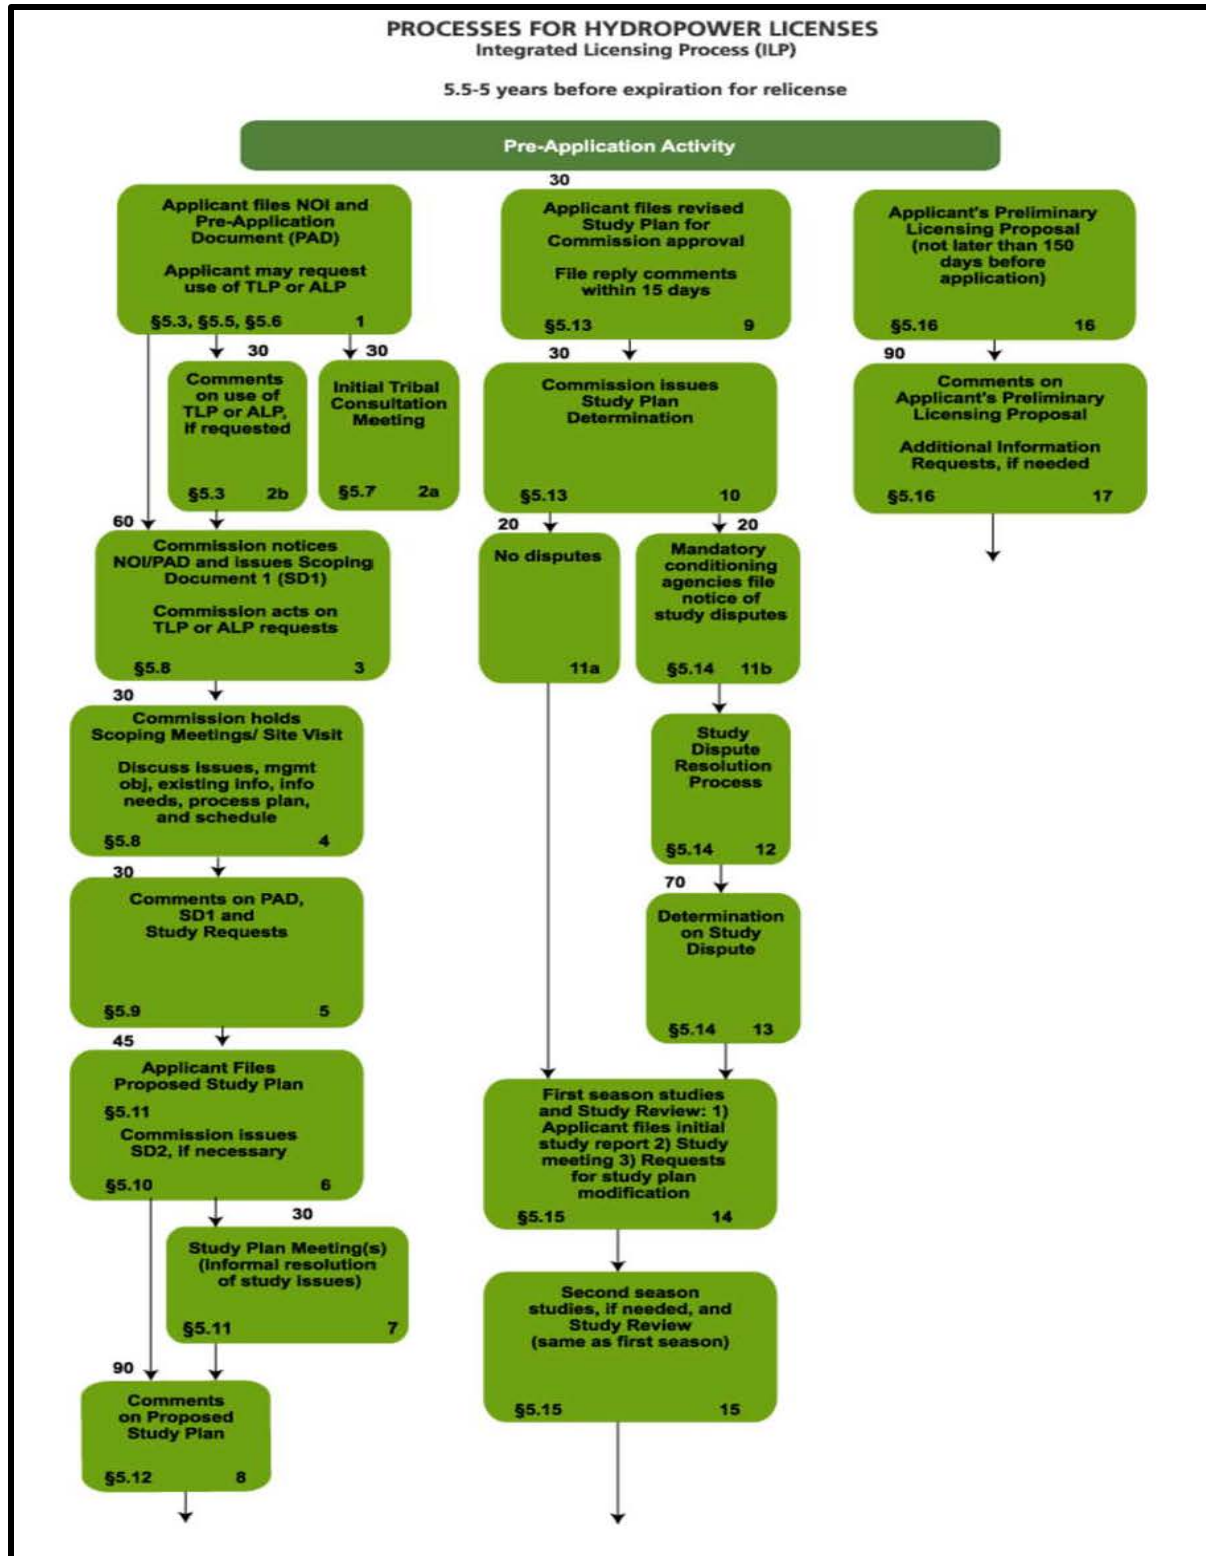 PROCESSES FOR HYDROPOWER LICENSES
Integrated Licensing Process (ILP)
5.5-5 years before expiration for relicense
Pre-Application Activity
Applicant files NOI and
Pre-Application
Document (PAD)
Applicant may request
use of TLP or ALP
§5.3, §5.5, §5.6 1
30
Comments
on use of
TLP or ALP,
If requested
§5.3 2b
30
Initial Tribal
Consultation
Meeting
§5.7 2a
60
Commission notices
NOI/PAD and issues Scoping
Document 1 (SD1)
Commission acts on
TLP or ALP requests
§5.8 3
30
Commission holds
Scoping Meetings/ Site Visit
Discuss issues, mgmt
obj, existing info, info
needs, process plan,
and schedule
§5.8 4
30
Comments on PAD,
SD1 and
Study Requests
§5.9 5
45
Applicant Files
Proposed Study Plan
§5.11
Commission issues
SD2, if necessary
§5.10 6
30
Study Plan Meeting(s)
(Informal resolution
of study issues)
§5.11 7
90
Comments
on Proposed
Study Plan
§5.12 8
30
Applicant files revised
Study Plan for
Commission approval
File reply comments
within 15 days
§5.13 9
30
Commission issues
Study Plan
Determination
§5.13 10
20
No disputes
11a
20
Mandatory
conditioning
agencies file
notice of
study disputes
§5.14 11b
Study
Dispute
Resolution
Process
§5.14 12
70
Determination
on Study
Dispute
§5.14 13
First season studies
and Study Review: 1)
Applicant files initial
study report 2) Study
meeting 3) Requests
for study plan
modification
§5.15 14
Second season
studies, if needed, and
Study Review
(same as first season)
§5.15 15
Applicant's Preliminary
Licensing Proposal
(not later than 150
days before
application)
§5.16 16
90
Comments on
Applicant's Preliminary
Licensing Proposal
Additional Information
Requests, if needed
§5.16 17